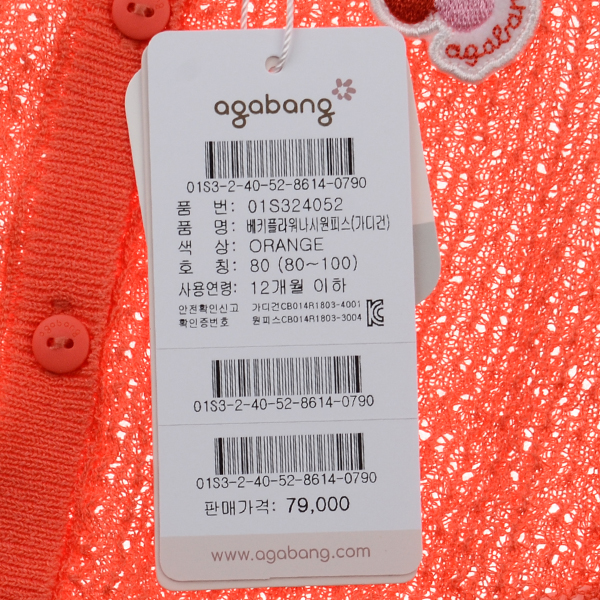 agabang
agabang
01S3-2-40-52-8614-0790
품 번: 01S324052
품 명: 베키플라워나시원피스(가디건)
색 상: ORANGE
호 칭: 80 (80~100)
사용연령: 12개월 이하
안전확인신고 가디건CB014R1803-4001
확인증번호 원피스CB014R1803-3004
01S3-2-40-52-8614-0790
01S3-2-40-52-8614-0790
판매가격: 79,000
www.agabang.com